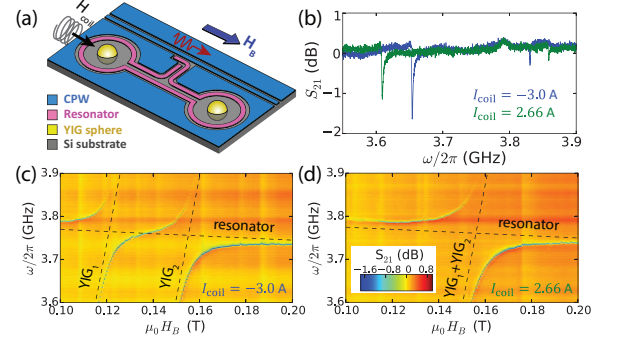 (a)
H_coil
H_B
CPW
Resonator
YIG sphere
Si substrate
(b)
S₂₁ (dB)
1
0
−1
−2
I_coil = −3.0 A
I_coil = 2.66 A
3.6 3.7 3.8 3.9
ω/2π (GHz)
(c)
ω/2π (GHz)
3.9
3.8
3.7
3.6
resonator
YIG₁
YIG₂
I_coil = −3.0 A
0.10 0.12 0.14 0.16 0.18 0.20
μ₀H_B (T)
(d)
ω/2π (GHz)
3.9
3.8
3.7
3.6
resonator
S₂₁ (dB)
−1.6 −0.8 0 0.8
YIG₁+YIG₂
I_coil = 2.66 A
0.10 0.12 0.14 0.16 0.18 0.20
μ₀H_B (T)